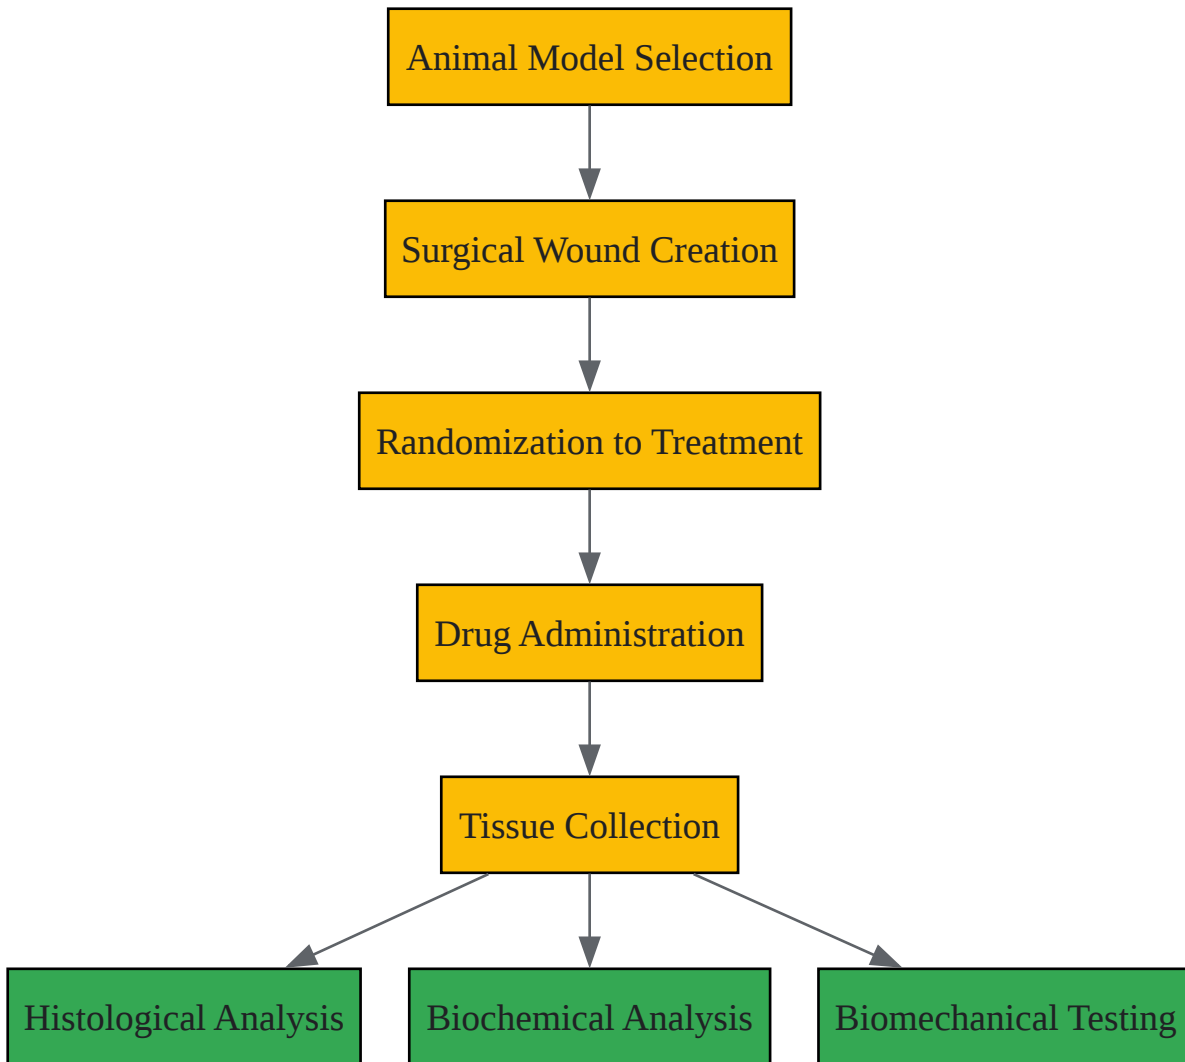 Animal Model Selection
Surgical Wound Creation
Randomization to Treatment
Drug Administration
Tissue Collection
Histological Analysis
Biochemical Analysis
Biomechanical Testing